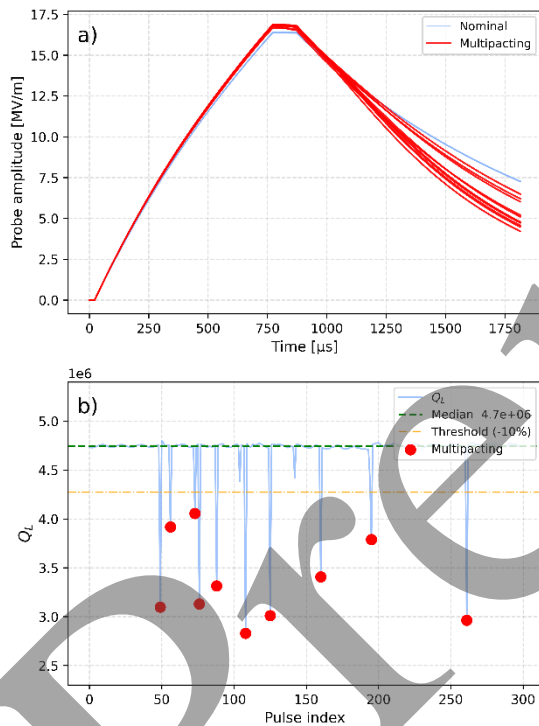 a)
Nominal
Multipacting
17.5
15.0
12.5
10.0
7.5
5.0
2.5
0.0
Probe amplitude [MV/m]
0 250 500 750 1000 1250 1500 1750
Time [μs]
1e6
b)
Q_L
Median 4.7e+06
Threshold (-10%)
Multipacting
5.0
4.5
4.0
3.5
3.0
2.5
Q_L
0 50 100 150 200 250 300
Pulse index
Pre